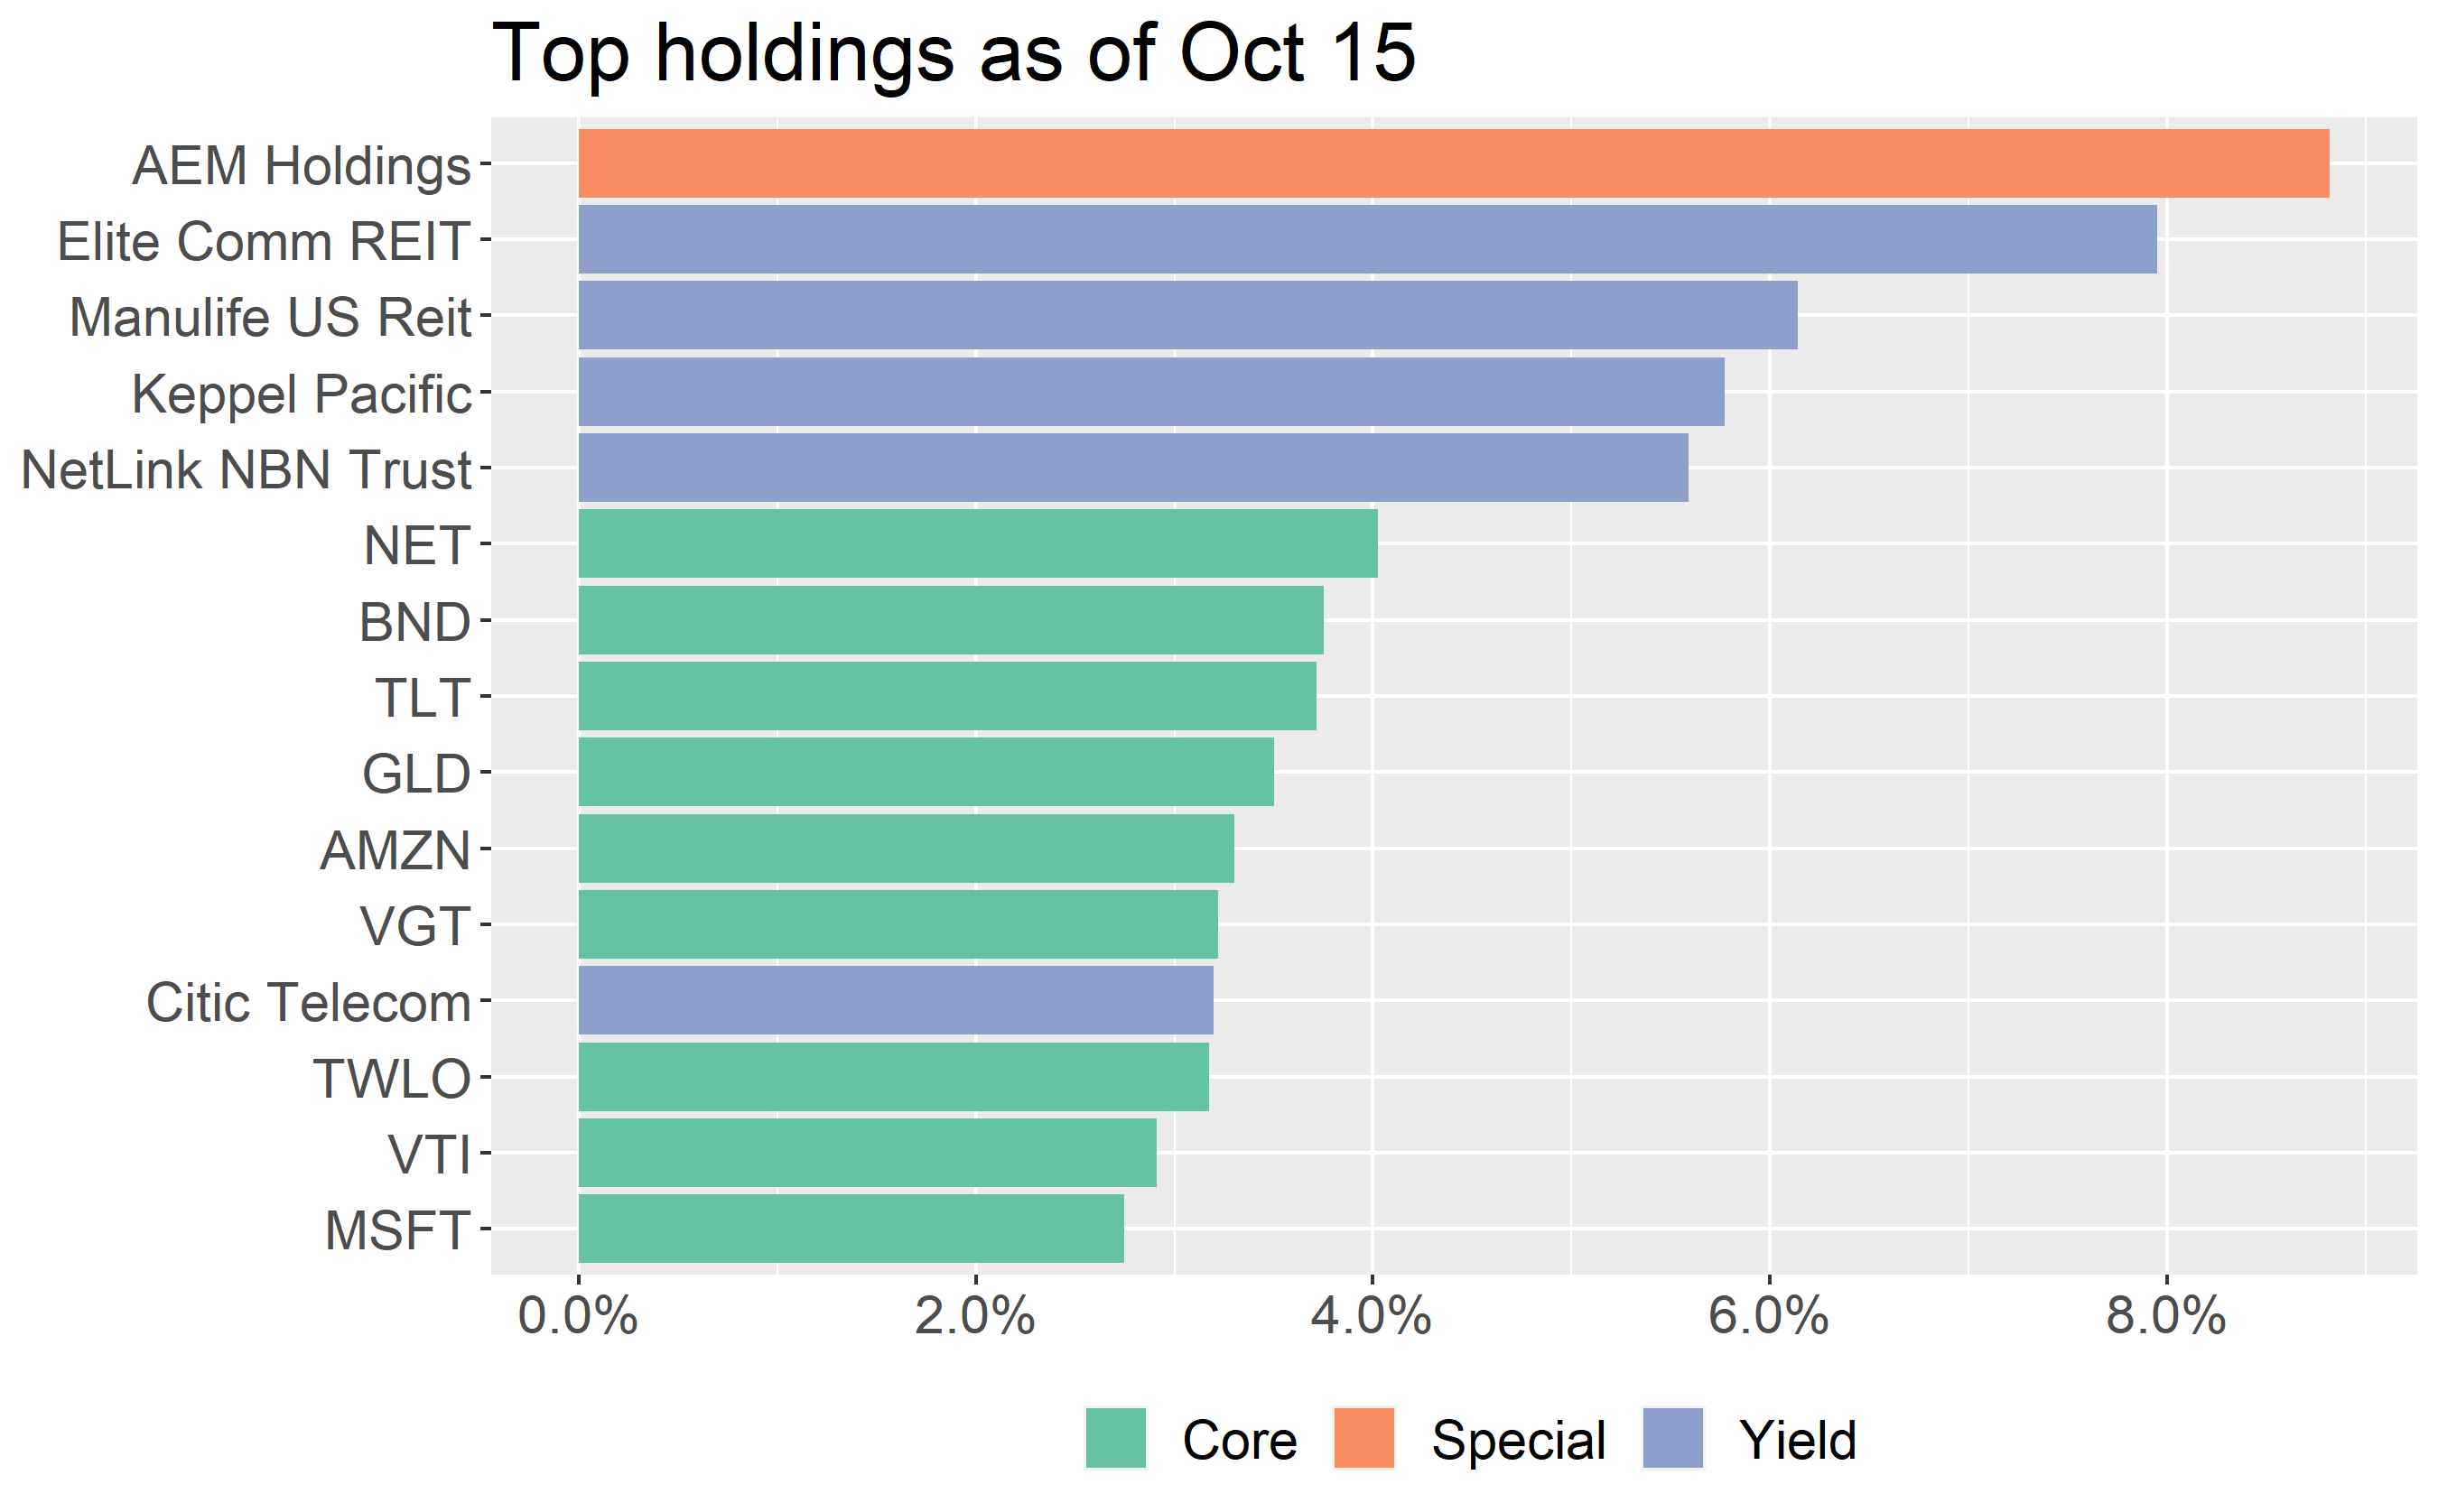 Top holdings as of Oct 15
AEM Holdings
Elite Comm REIT
Manulife US Reit
Keppel Pacific
NetLink NBN Trust
NET
BND
TLT
GLD
AMZN
VGT
Citic Telecom
TWLO
VTI
MSFT
0.0% 2.0% 4.0% 6.0% 8.0%
Core Special Yield